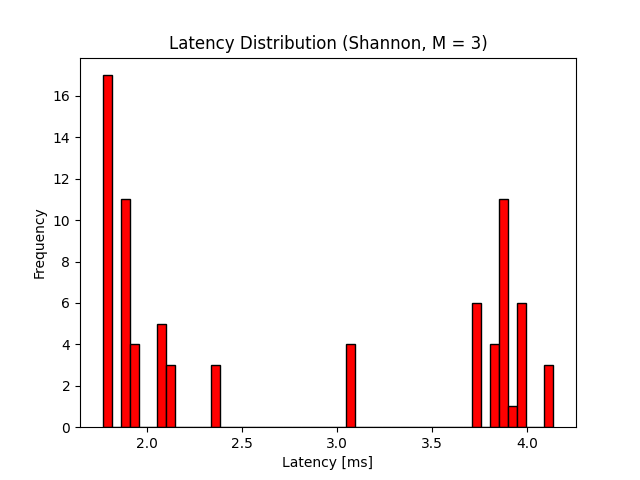 Latency Distribution (Shannon, M = 3)
Frequency
16
14
12
10
8
6
4
2
0
2.0 2.5 3.0 3.5 4.0
Latency [ms]